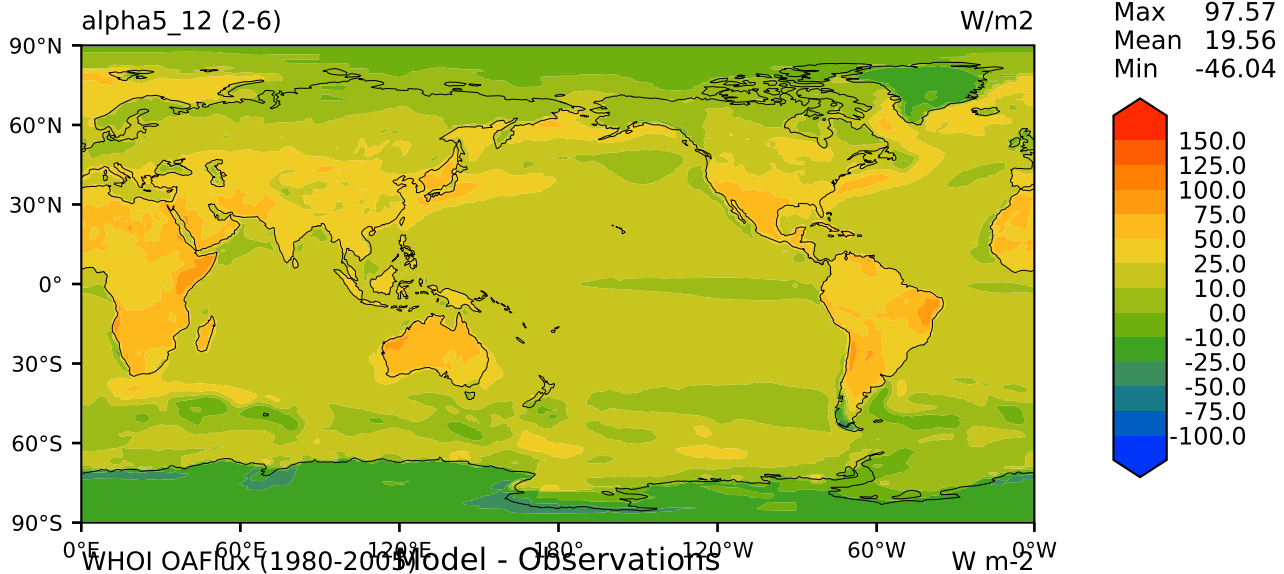 alpha5_12 (2-6) W/m2
Max 97.57
Mean 19.56
Min -46.04
90°N
60°N
30°N
0°
30°S
60°S
90°S
0°E 60°E 120°E 180° 120°W 60°W 0°W
150.0
125.0
100.0
75.0
50.0
25.0
10.0
0.0
-10.0
-25.0
-50.0
-75.0
-100.0
WHOI OAFlux (1980-2005) Model - Observations W m-2